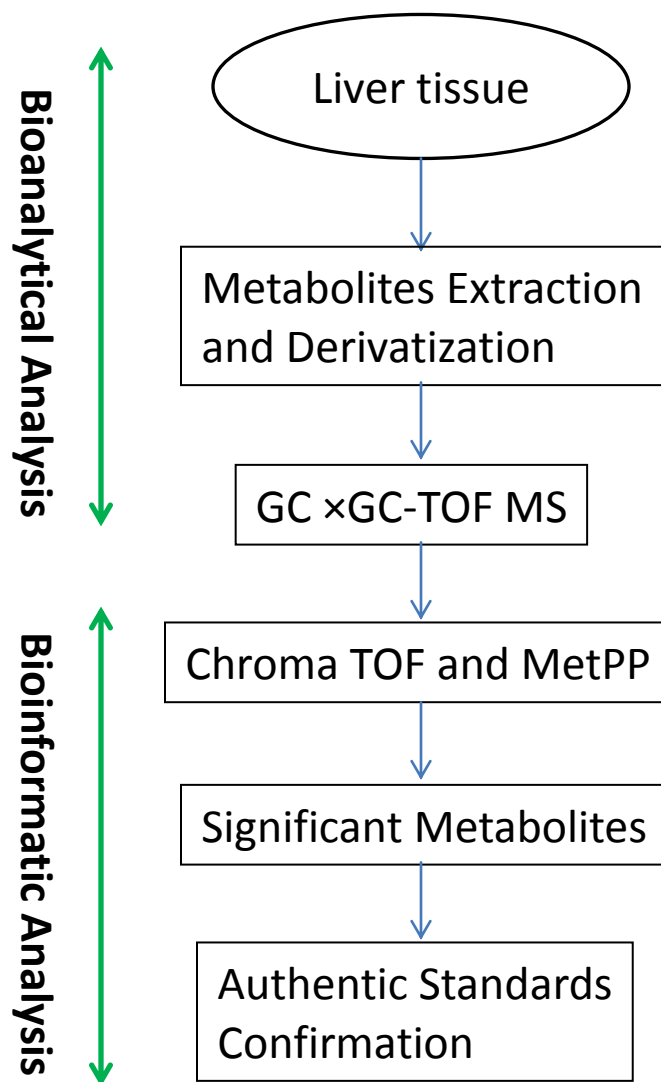 Bioanalytical Analysis
Liver tissue
Metabolites Extraction
and Derivatization
GC ×GC-TOF MS
Bioinformatic Analysis
Chroma TOF and MetPP
Significant Metabolites
Authentic Standards
Confirmation